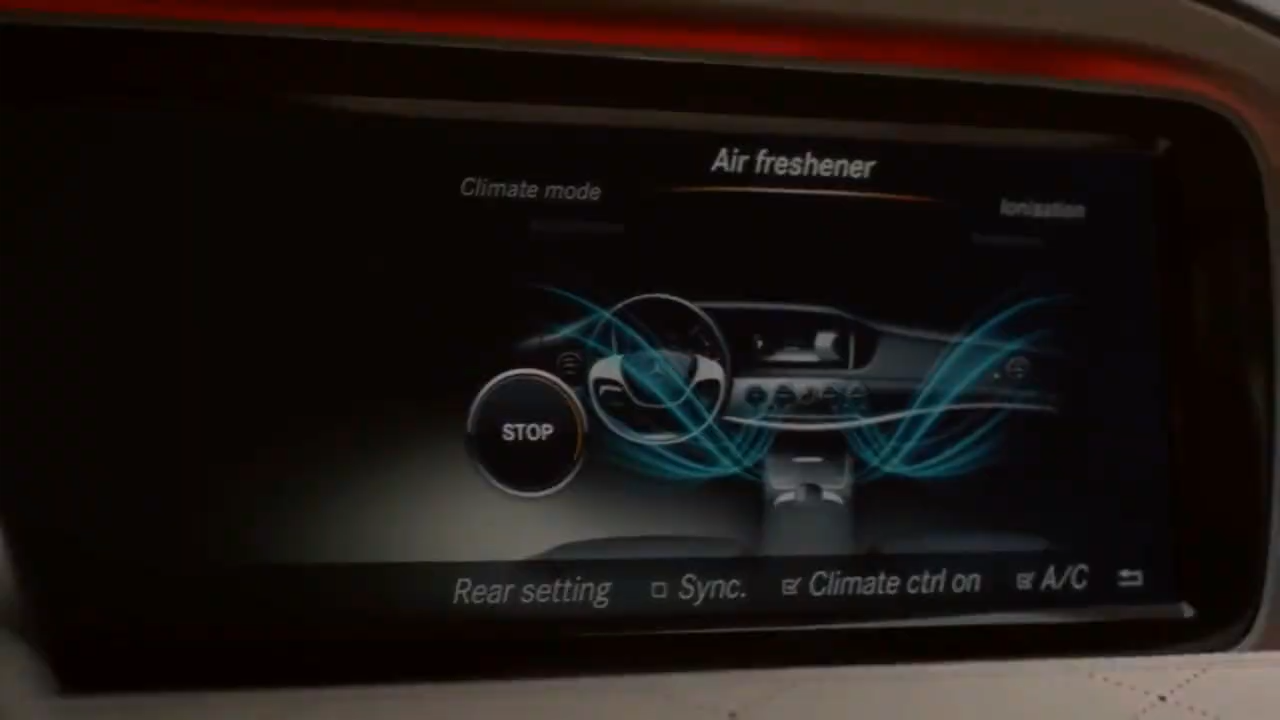 Air freshener
Climate mode
Ionisation
STOP
Rear setting Sync. Climate ctrl on A/C